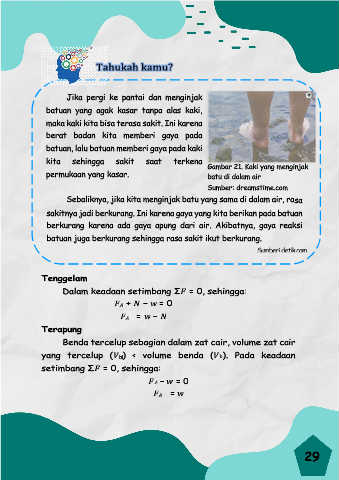 Tahukah kamu?
Jika pergi ke pantai dan menginjak
batuan yang agak kasar tanpa alas kaki,
maka kaki kita bisa terasa sakit. Ini karena
berat badan kita memberi gaya pada
batuan, lalu batuan memberi gaya pada kaki
kita sehingga sakit saat terkena
permukaan yang kasar.
Gambar 21. Kaki yang menginjak
batu di dalam air
Sumber: dreamstime.com
Sebaliknya, jika kita menginjak batu yang sama di dalam air, rasa
sakitnya jadi berkurang. Ini karena gaya yang kita berikan pada batuan
berkurang karena ada gaya apung dari air. Akibatnya, gaya reaksi
batuan juga berkurang sehingga rasa sakit ikut berkurang.
Sumber: detik.com
Tenggelam
Dalam keadaan setimbang ΣF = 0, sehingga:
F_A + N − w = 0
F_A = w − N
Terapung
Benda tercelup sebagian dalam zat cair, volume zat cair
yang tercelup () < volume benda (V_b). Pada keadaan
setimbang ΣF = 0, sehingga:
F_A − w = 0
F_A = w
29